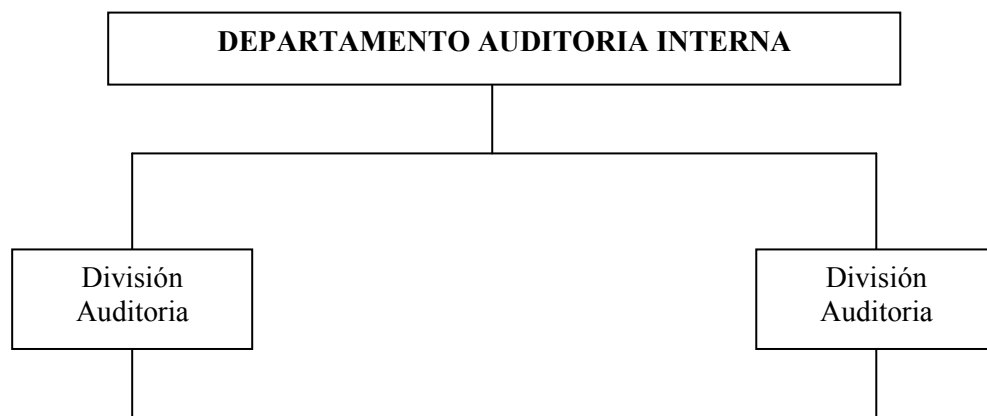 DEPARTAMENTO AUDITORIA INTERNA
División
Auditoria
División
Auditoria